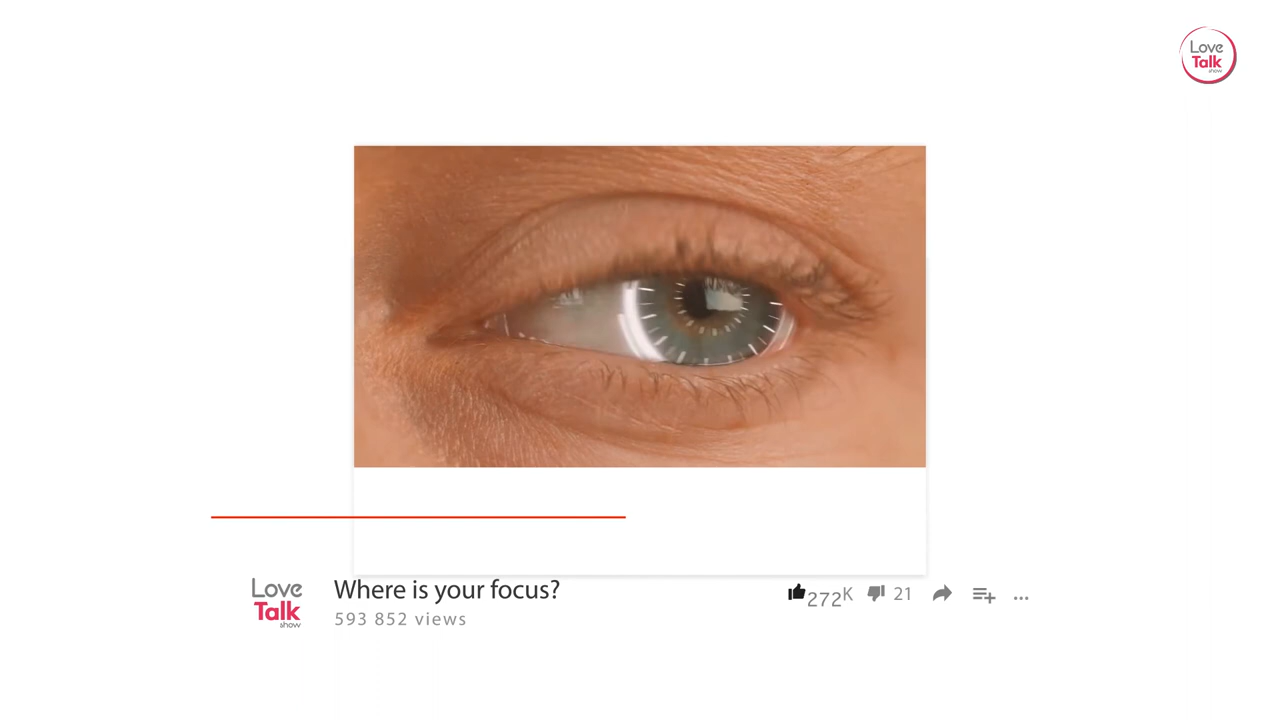 Love
Talk
show
Love
Talk
show
Where is your focus?
593 852 views
272K
21
...